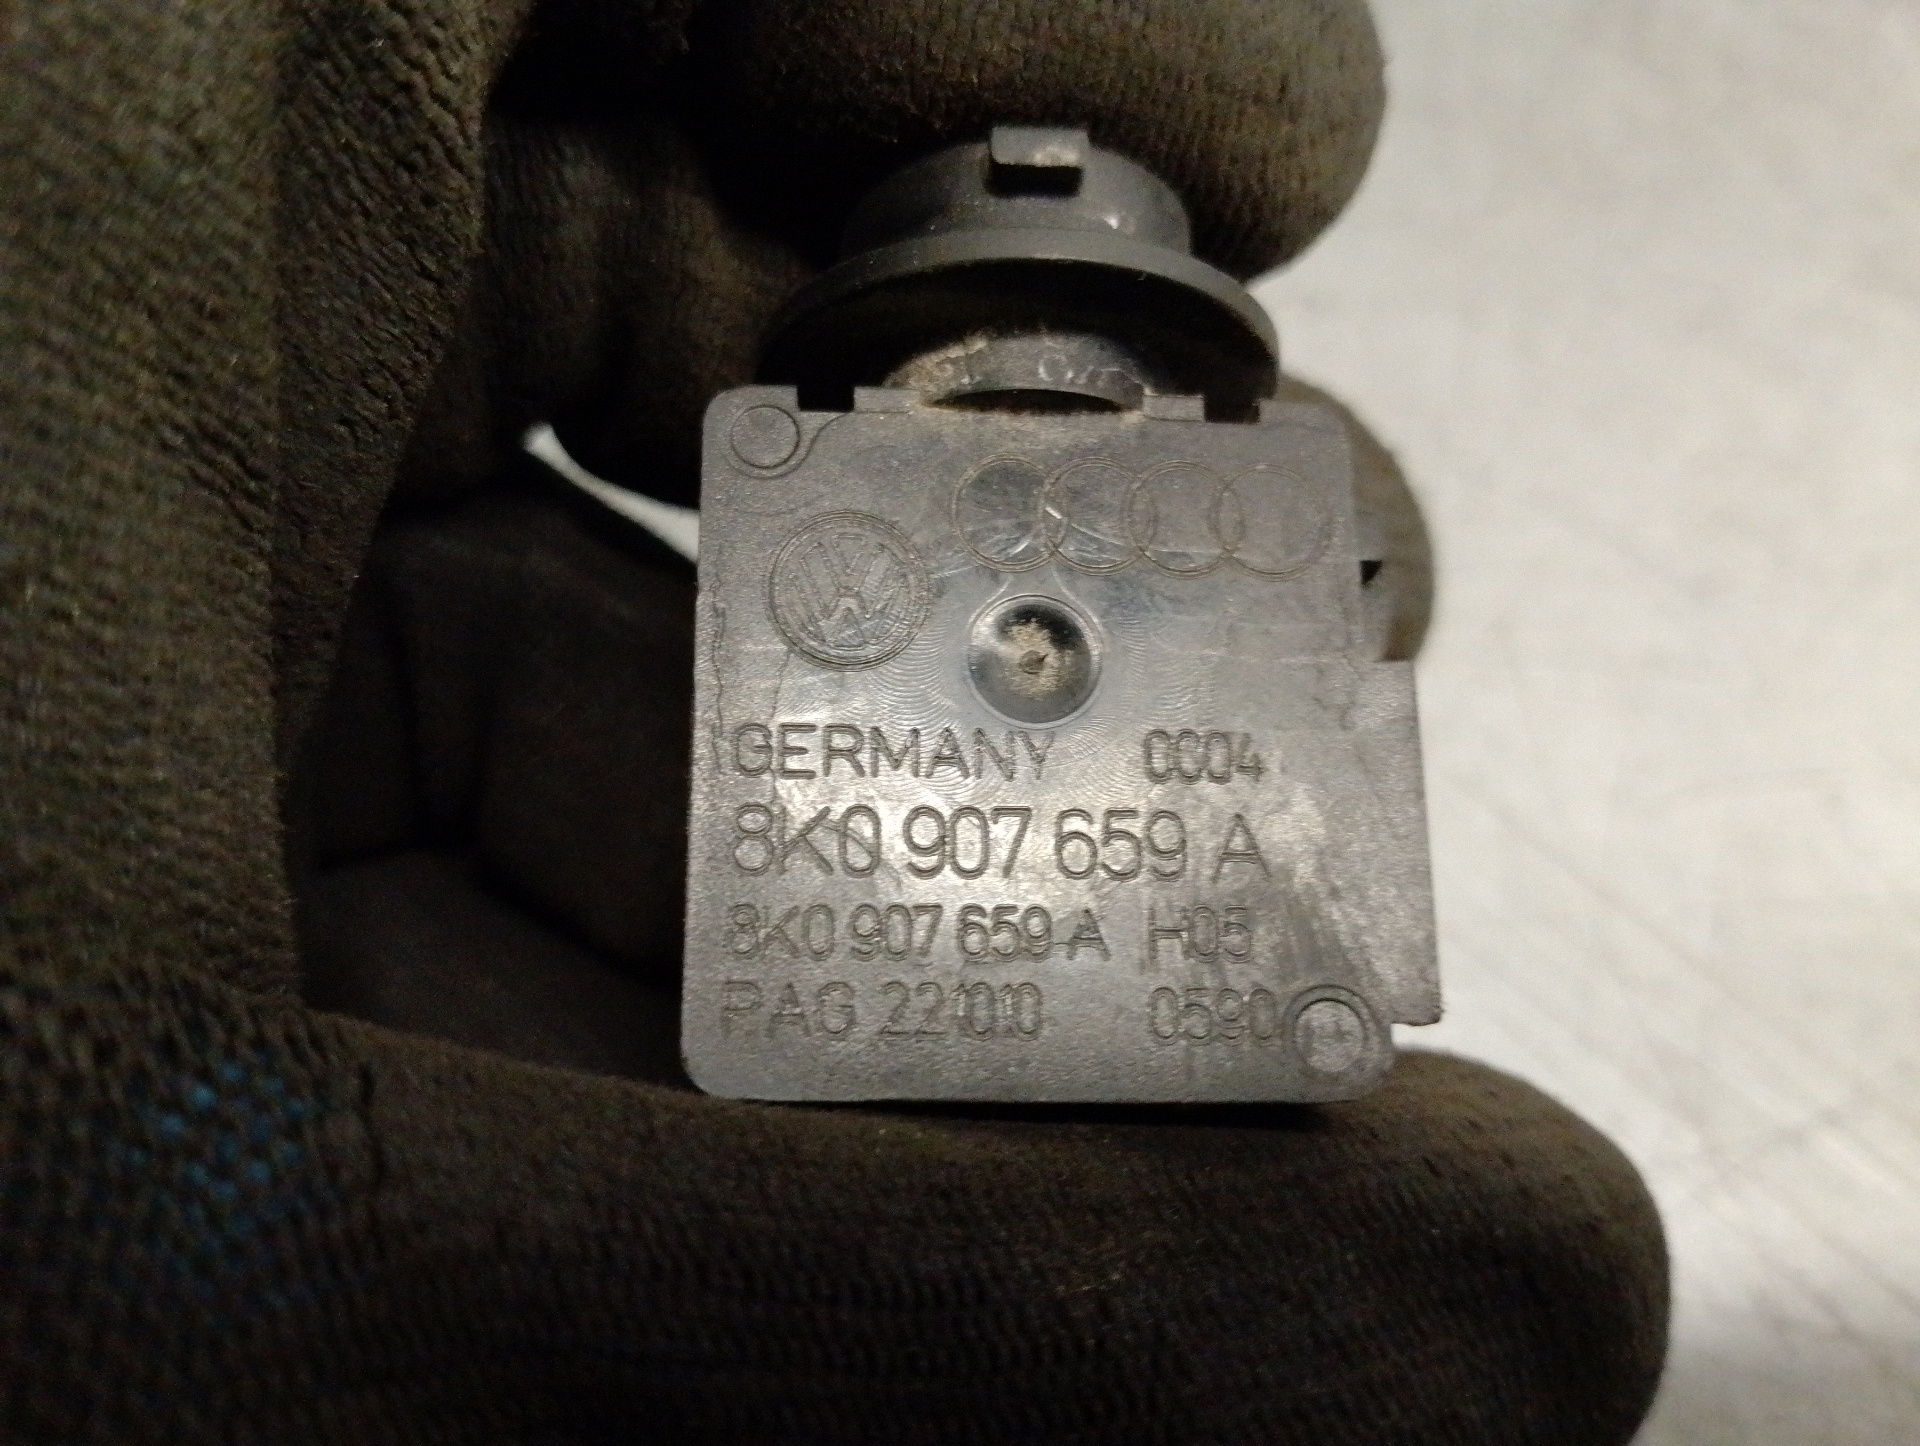 GERMANY 0004
8K0 907 659 A
8K0 907 659 A H05
PAG 221010 0590